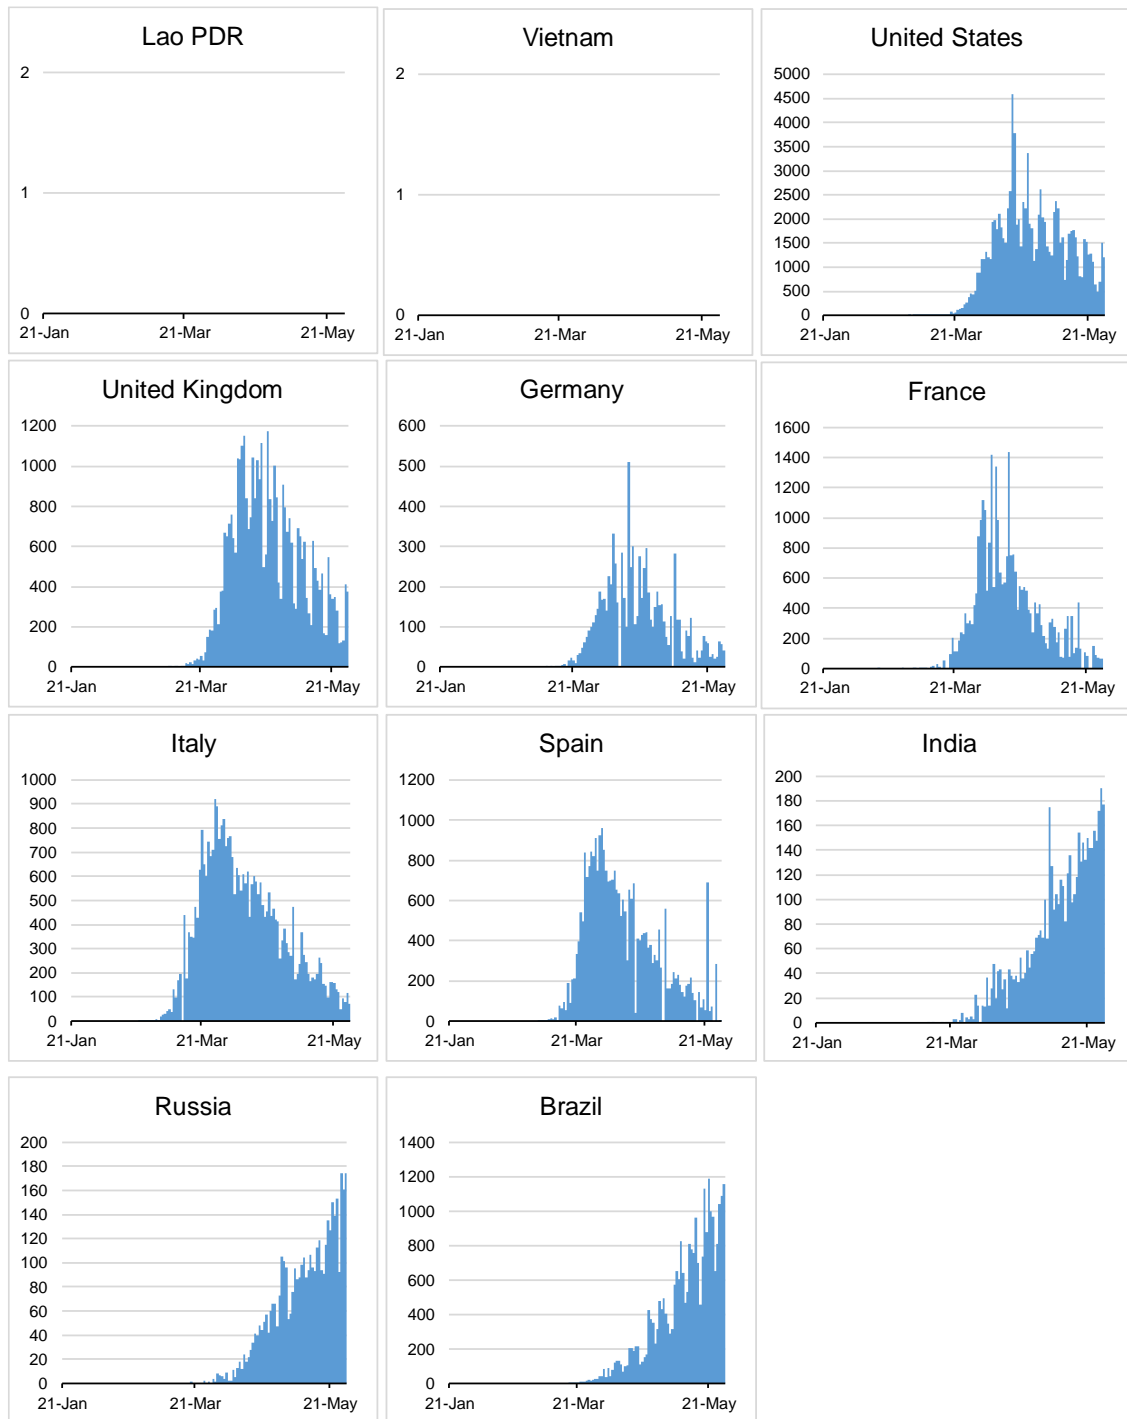 Lao PDR
2
1
0
21-Jan
21-Mar
21-May
Vietnam
2
1
0
21-Jan
21-Mar
21-May
United States
5000
4500
4000
3500
3000
2500
2000
1500
1000
500
0
21-Jan
21-Mar
21-May
United Kingdom
1200
1000
800
600
400
200
0
21-Jan
21-Mar
21-May
Germany
600
500
400
300
200
100
0
21-Jan
21-Mar
21-May
France
1600
1400
1200
1000
800
600
400
200
0
21-Jan
21-Mar
21-May
Italy
1000
900
800
700
600
500
400
300
200
100
0
21-Jan
21-Mar
21-May
Spain
1200
1000
800
600
400
200
0
21-Jan
21-Mar
21-May
India
200
180
160
140
120
100
80
60
40
20
0
21-Jan
21-Mar
21-May
Russia
200
180
160
140
120
100
80
60
40
20
0
21-Jan
21-Mar
21-May
Brazil
1400
1200
1000
800
600
400
200
0
21-Jan
21-Mar
21-May